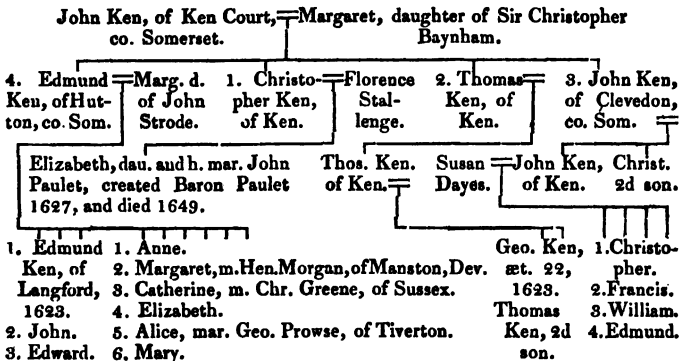 John Ken, of Ken Court, Margaret, daughter of Sir Christopher
co. Somerset. Baynham.
4. Edmund Marg. d. 1. Christo- Florence 2. Thomas 3. John Ken,
Ken, of Hut- of John pher Ken, Stal- Ken, of of Clevedon,
ton, co. Som. Strode. of Ken. lenge. Ken. co. Som.
Elizabeth, dau. and h. mar. John Thos. Ken. Susan John Ken, Christ.
Paulet, created Baron Paulet of Ken. Dayes. of Ken. 2d son.
1627, and died 1649.
1. Edmund 1. Anne. Geo. Ken, 1. Christo-
Ken, of 2. Margaret, m. Hen. Morgan, of Manston, Dev. æt. 22, pher.
Langford, 3. Catherine, m. Chr. Greene, of Sussex. 1623. 2. Francis.
1623. 4. Elizabeth. Thomas 3. William.
2. John. 5. Alice, mar. Geo. Prowse, of Tiverton. Ken, 2d 4. Edmund.
3. Edward. 6. Mary. son.